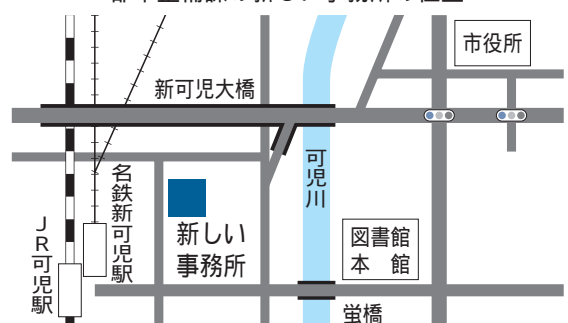 市役所
新可児大橋
可児川
名鉄新可児駅
新しい
事務所
図書館
本　館
JR可児駅
蛍橋